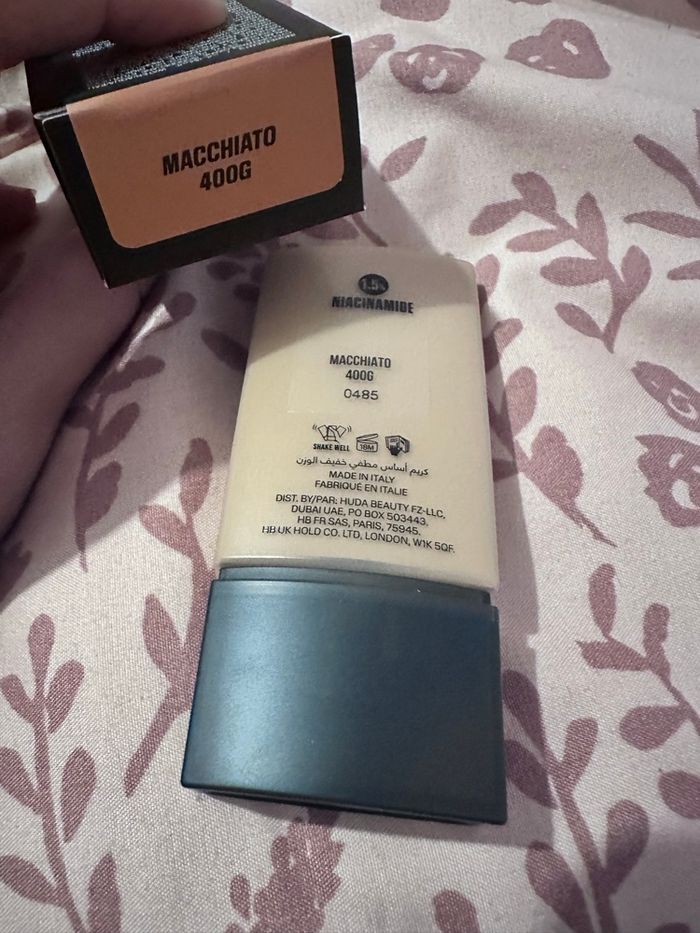 MACCHIATO
400G
1.5%
NIACINAMIDE
MACCHIATO
400G
0485
SHAKE WELL
18M
كريم أساس مطفي خفيف الوزن
MADE IN ITALY
FABRIQUÉ EN ITALIE
DIST. BY/PAR: HUDA BEAUTY FZ-LLC,
DUBAI UAE, PO BOX 503443.
HB FR SAS, PARIS, 75945.
HB UK HOLD CO. LTD, LONDON, W1K 5QF.